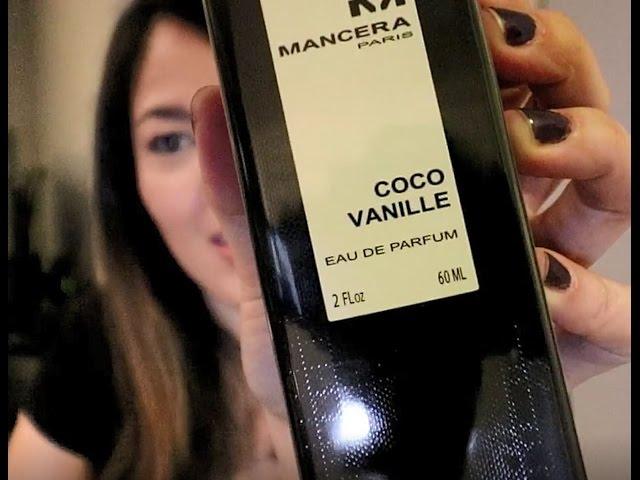 MANCERA
PARIS
COCO
VANILLE
EAU DE PARFUM
2 FLoz 60 ML